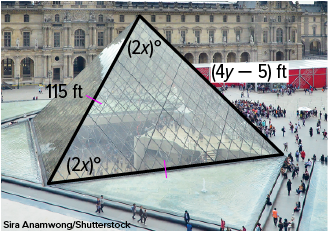 (2x)°
(4y − 5) ft
115 ft
(2x)°
Sira Anamwong/Shutterstock